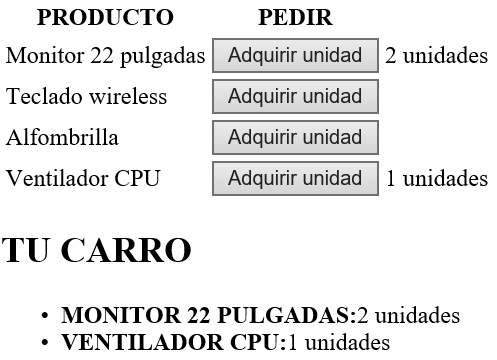 PRODUCTO PEDIR
Monitor 22 pulgadas Adquirir unidad 2 unidades
Teclado wireless Adquirir unidad
Alfombrilla Adquirir unidad
Ventilador CPU Adquirir unidad 1 unidades
TU CARRO
• MONITOR 22 PULGADAS:2 unidades
• VENTILADOR CPU:1 unidades